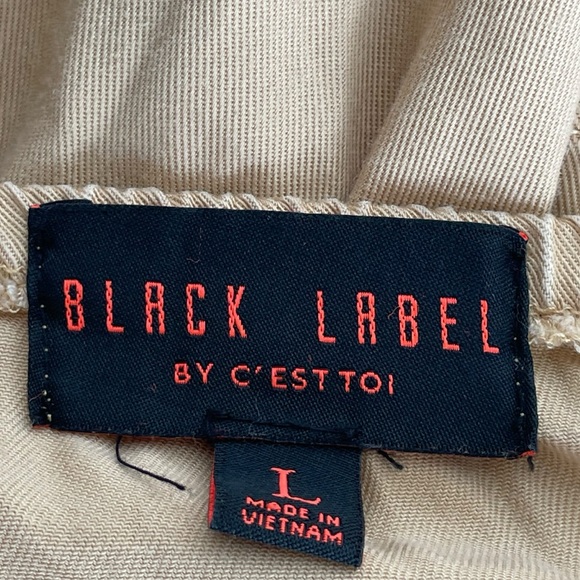 BLACK LABEL
BY C'EST TOI
L
MADE IN
VIETNAM